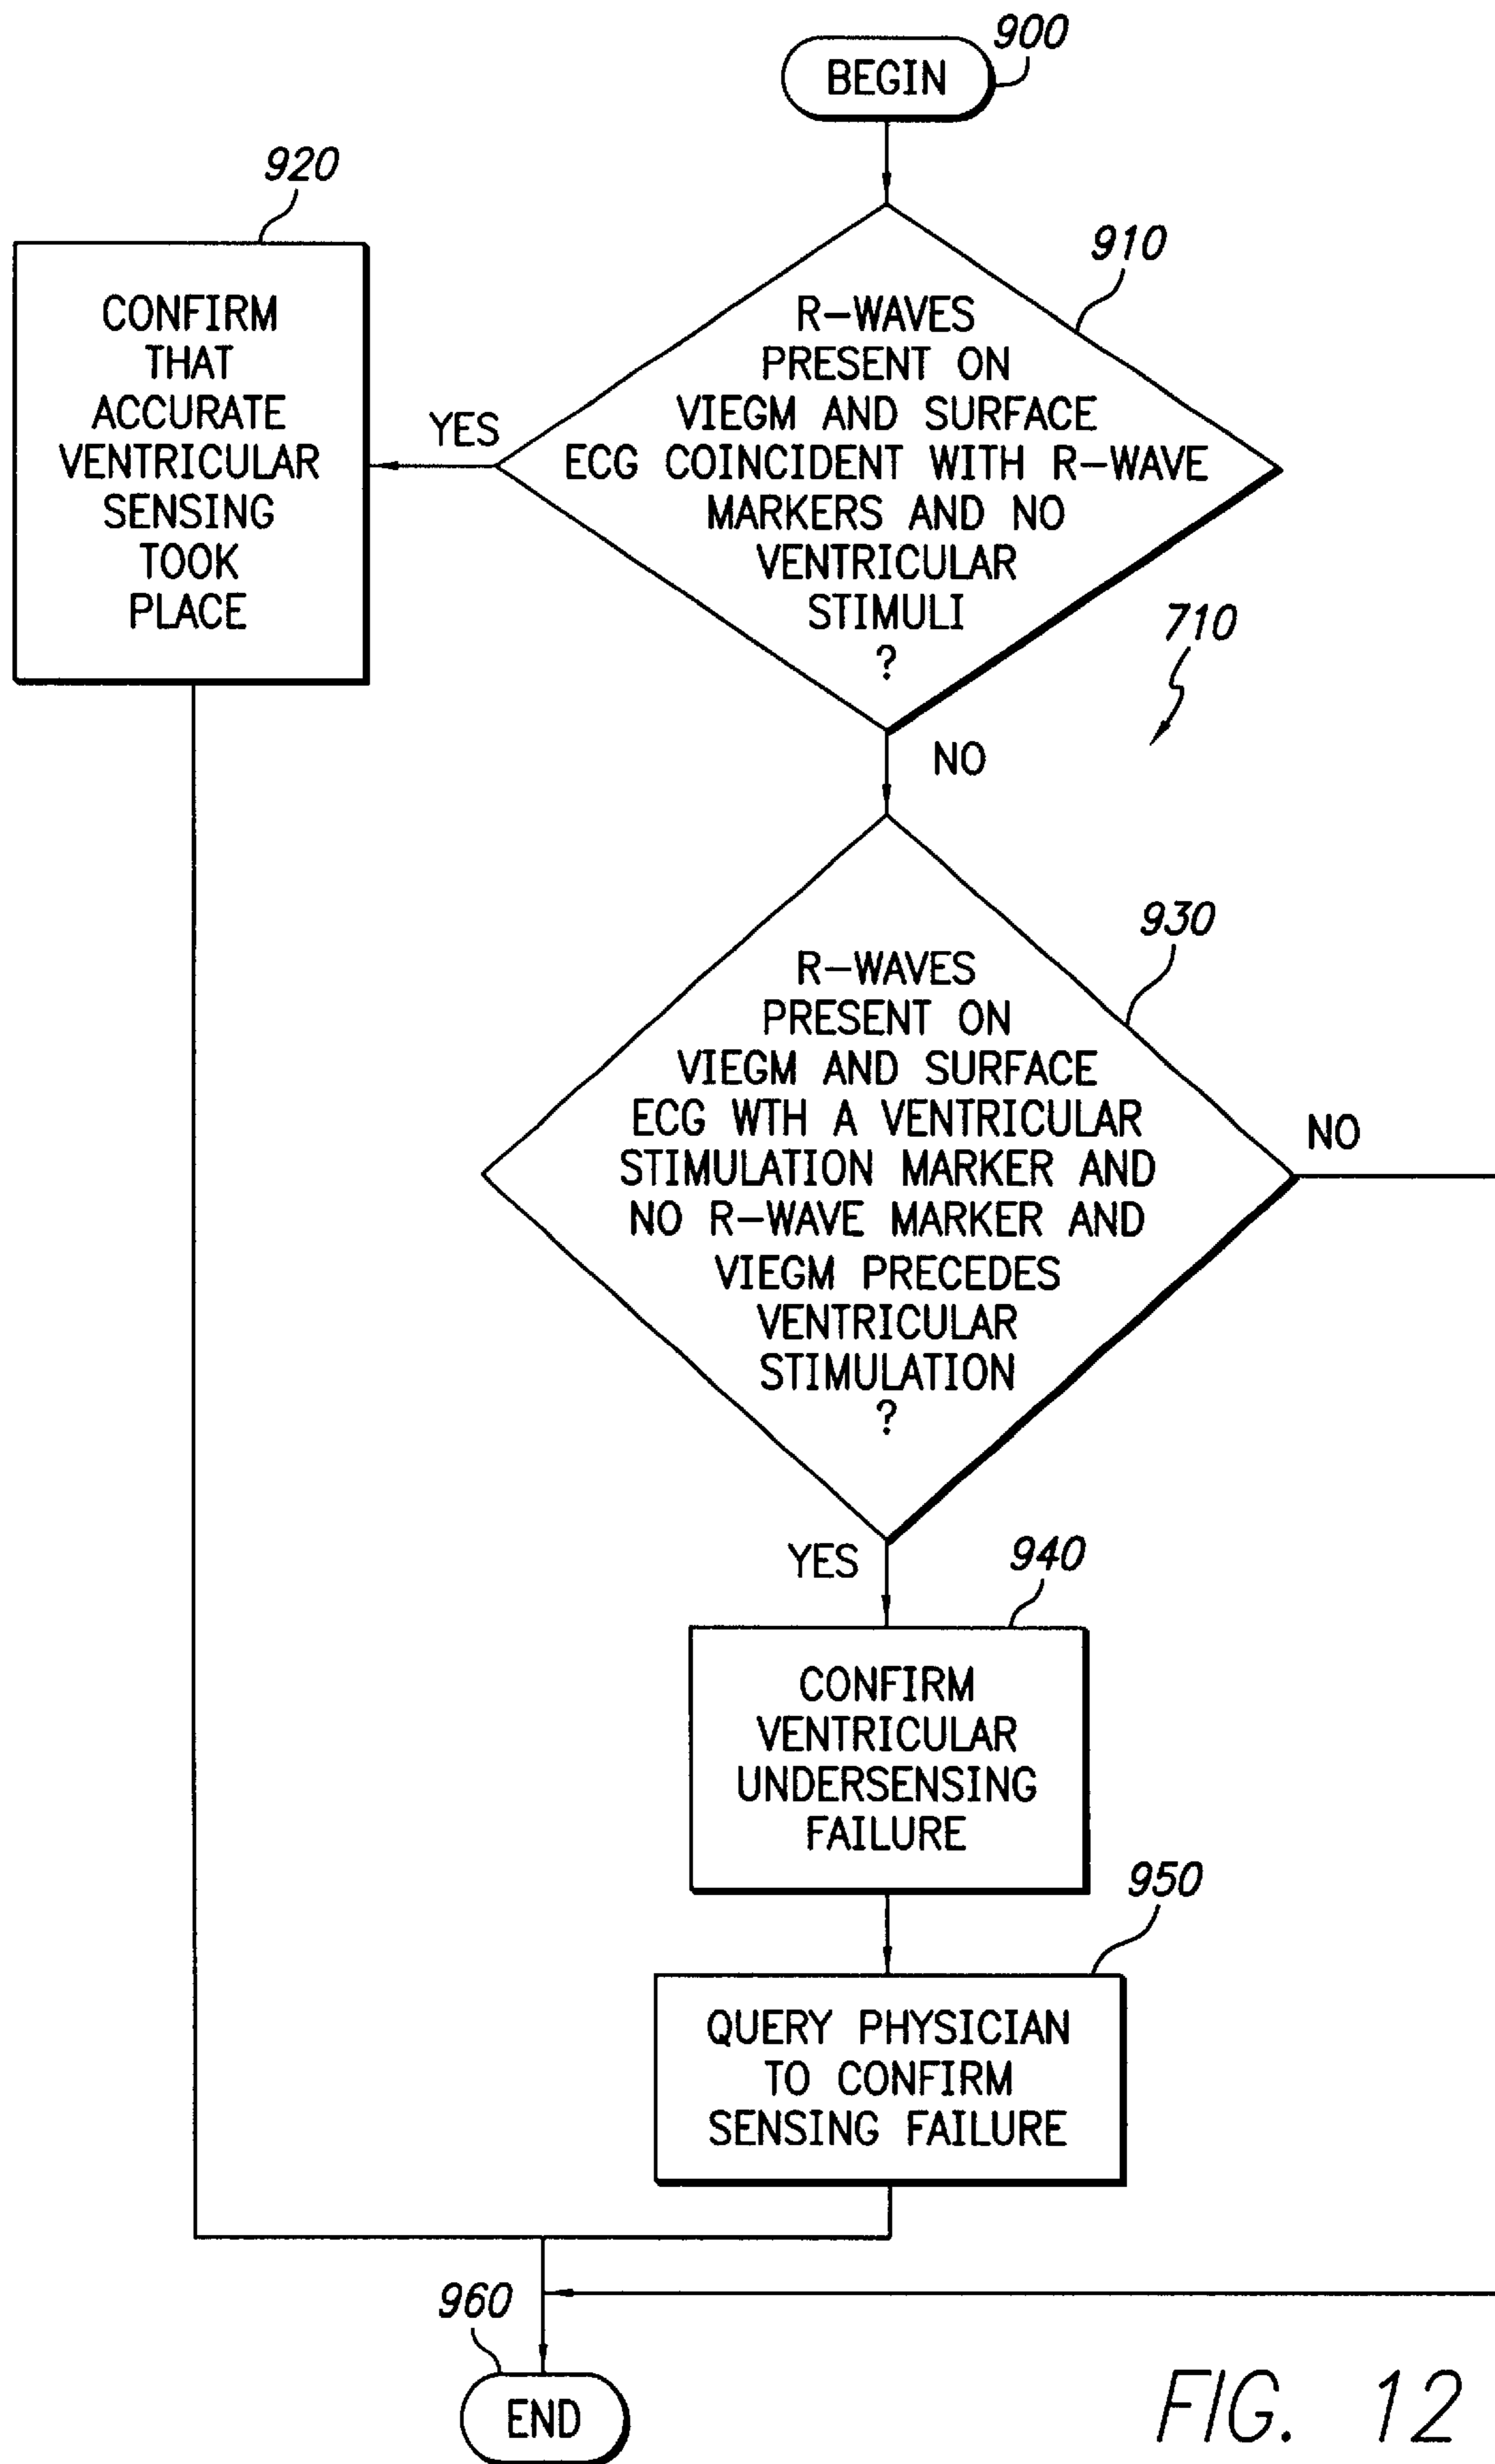 900
BEGIN
920
910
CONFIRM
THAT
ACCURATE
VENTRICULAR
SENSING
TOOK
PLACE
YES
R-WAVES
PRESENT ON
VIEGM AND SURFACE
ECG COINCIDENT WITH R-WAVE
MARKERS AND NO
VENTRICULAR
STIMULI
?
710
NO
930
R-WAVES
PRESENT ON
VIEGM AND SURFACE
ECG WTH A VENTRICULAR
STIMULATION MARKER AND
NO R-WAVE MARKER AND
VIEGM PRECEDES
VENTRICULAR
STIMULATION
?
NO
YES
940
CONFIRM
VENTRICULAR
UNDERSENSING
FAILURE
950
QUERY PHYSICIAN
TO CONFIRM
SENSING FAILURE
960
END
FIG. 12